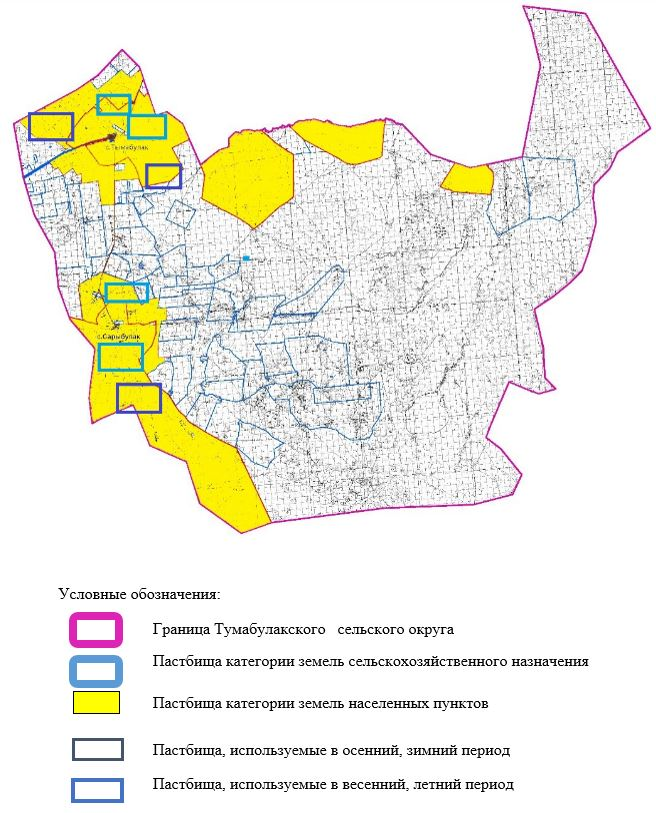 с.Тумабулак
с.Сарыбулак
Условные обозначения:
Граница Тумабулакского сельского округа
Пастбища категории земель сельскохозяйственного назначения
Пастбища категории земель населенных пунктов
Пастбища, используемые в осенний, зимний период
Пастбища, используемые в весенний, летний период